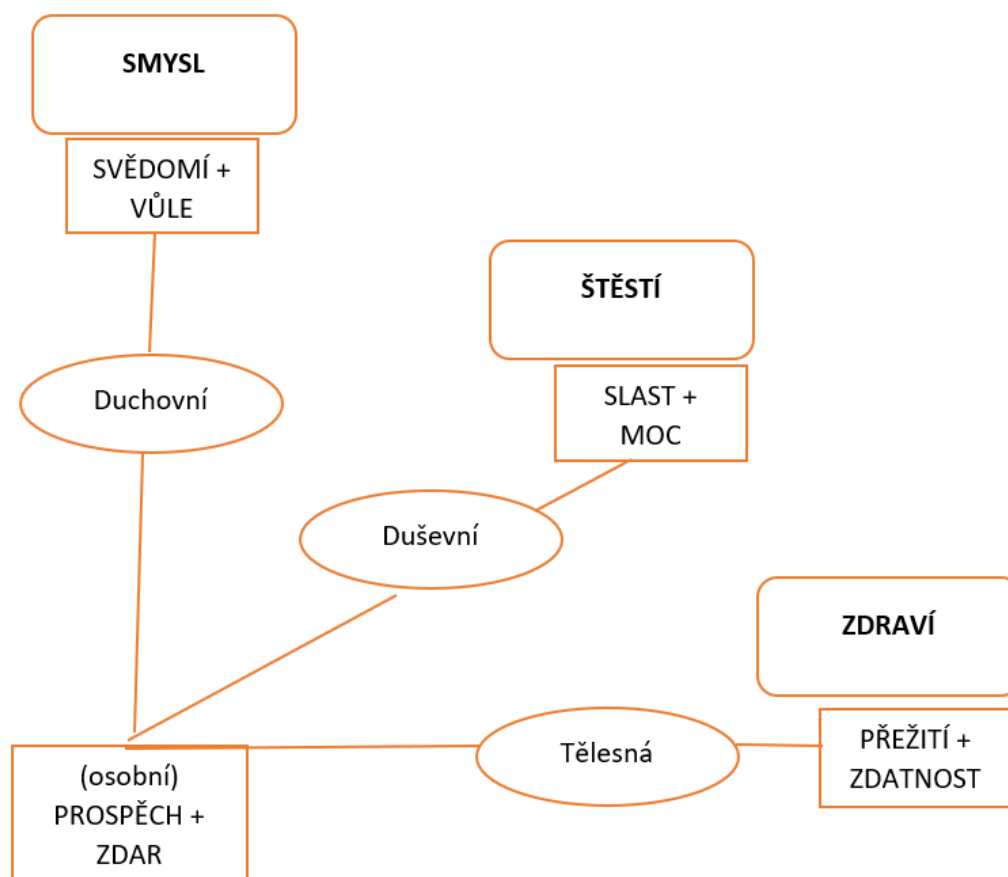 SMYSL
SVĚDOMÍ +
VŮLE
ŠTĚSTÍ
SLAST +
MOC
Duchovní
Duševní
ZDRAVÍ
PŘEŽITÍ +
ZDATNOST
Tělesná
(osobní)
PROSPĚCH +
ZDAR